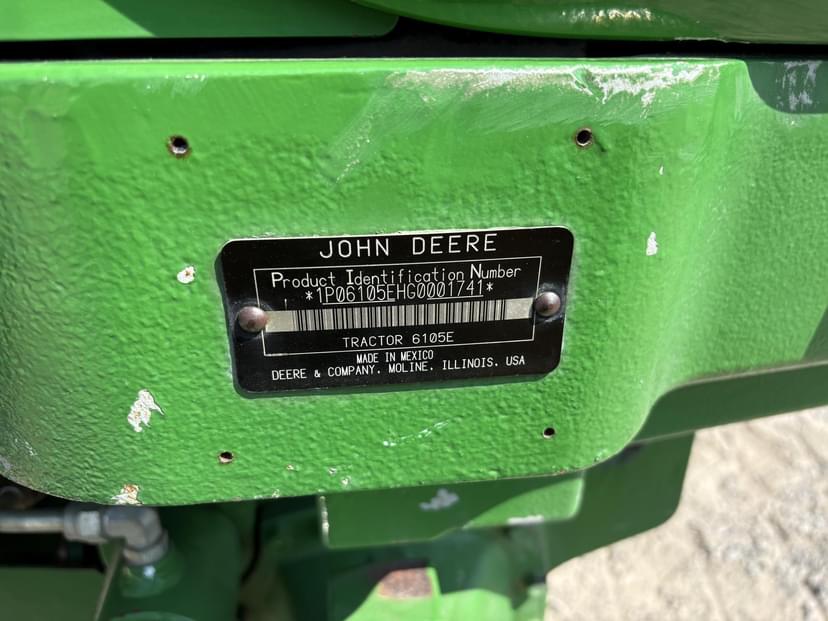 JOHN DEERE
Product Identification Number
*1P06105EHG0001741*
TRACTOR 6105E
MADE IN MEXICO
DEERE & COMPANY. MOLINE. ILLINOIS. USA